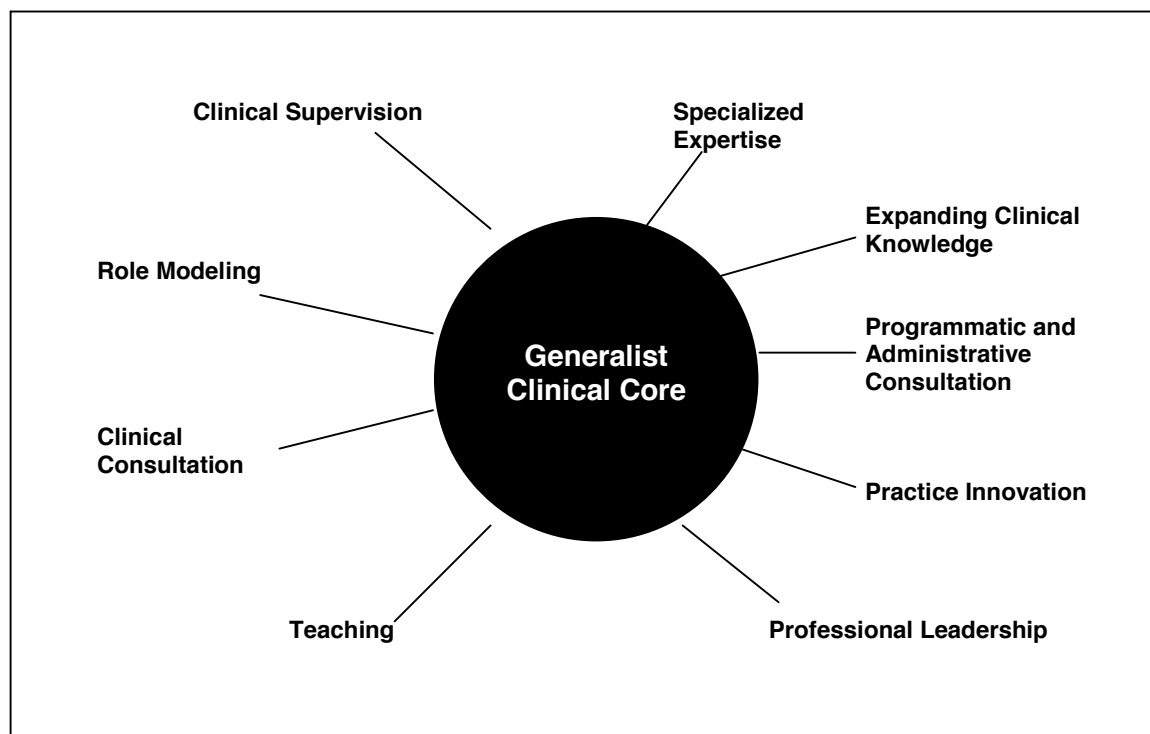 Clinical Supervision
Specialized
Expertise
Expanding Clinical
Knowledge
Role Modeling
Programmatic and
Administrative
Consultation
Generalist
Clinical Core
Clinical
Consultation
Practice Innovation
Teaching
Professional Leadership